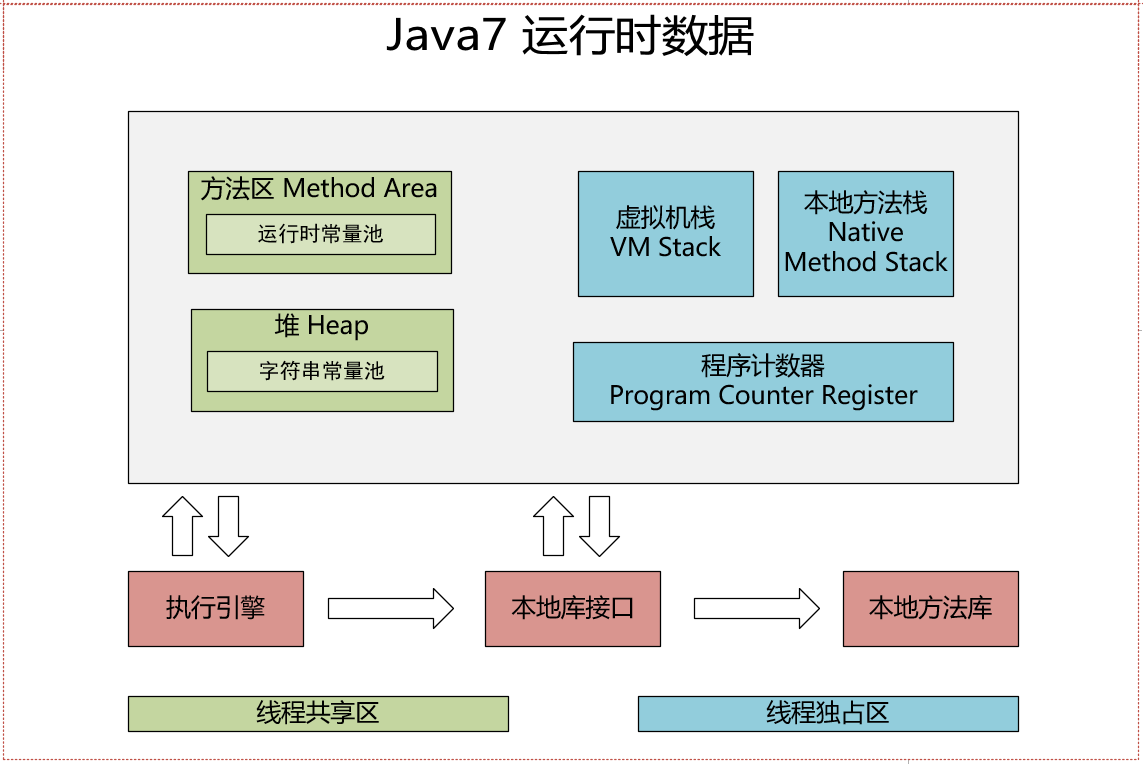 Java7 运行时数据
方法区 Method Area
运行时常量池
堆 Heap
字符串常量池
虚拟机栈
VM Stack
本地方法栈
Native
Method Stack
程序计数器
Program Counter Register
执行引擎
本地库接口
本地方法库
线程共享区
线程独占区